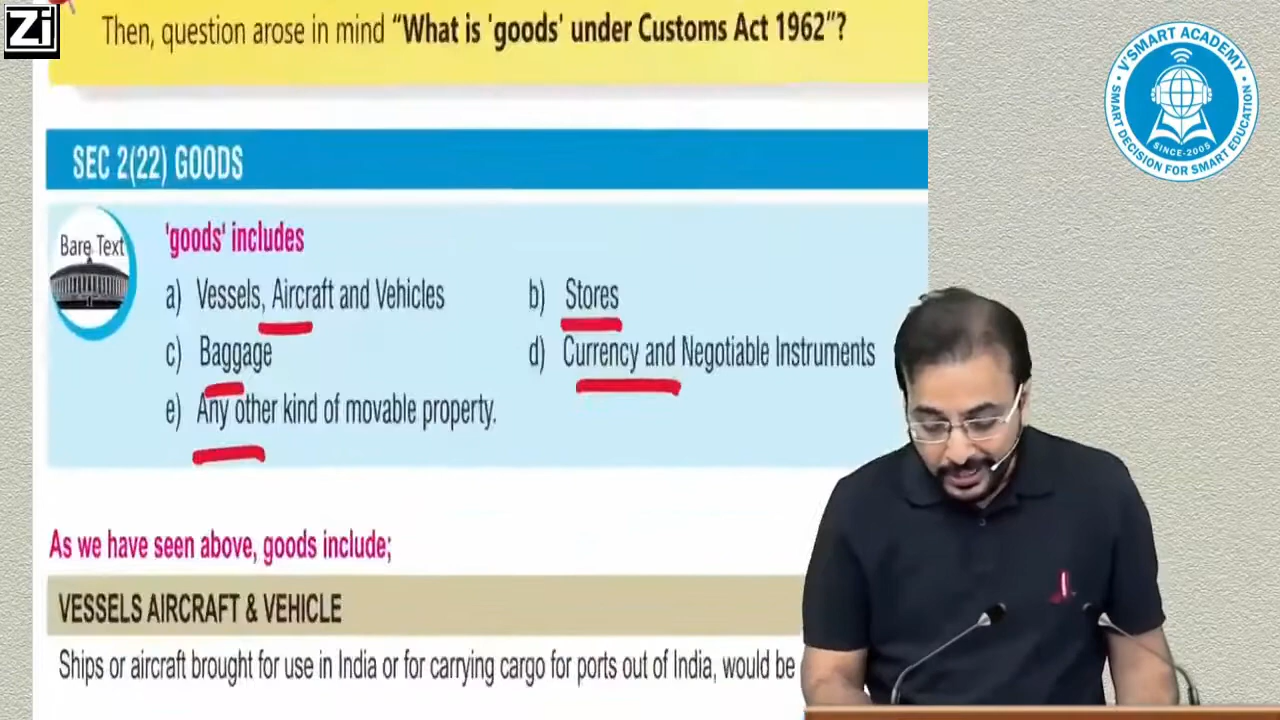 Zi
Then, question arose in mind "What is 'goods' under Customs Act 1962"?
V'SMART ACADEMY
SMART DECISION FOR SMART EDUCATION
SINCE-2005
SEC 2(22) GOODS
Bare Text
'goods' includes
a) Vessels, Aircraft and Vehicles b) Stores
c) Baggage d) Currency and Negotiable Instruments
e) Any other kind of movable property.
As we have seen above, goods include;
VESSELS AIRCRAFT & VEHICLE
Ships or aircraft brought for use in India or for carrying cargo for ports out of India, would be